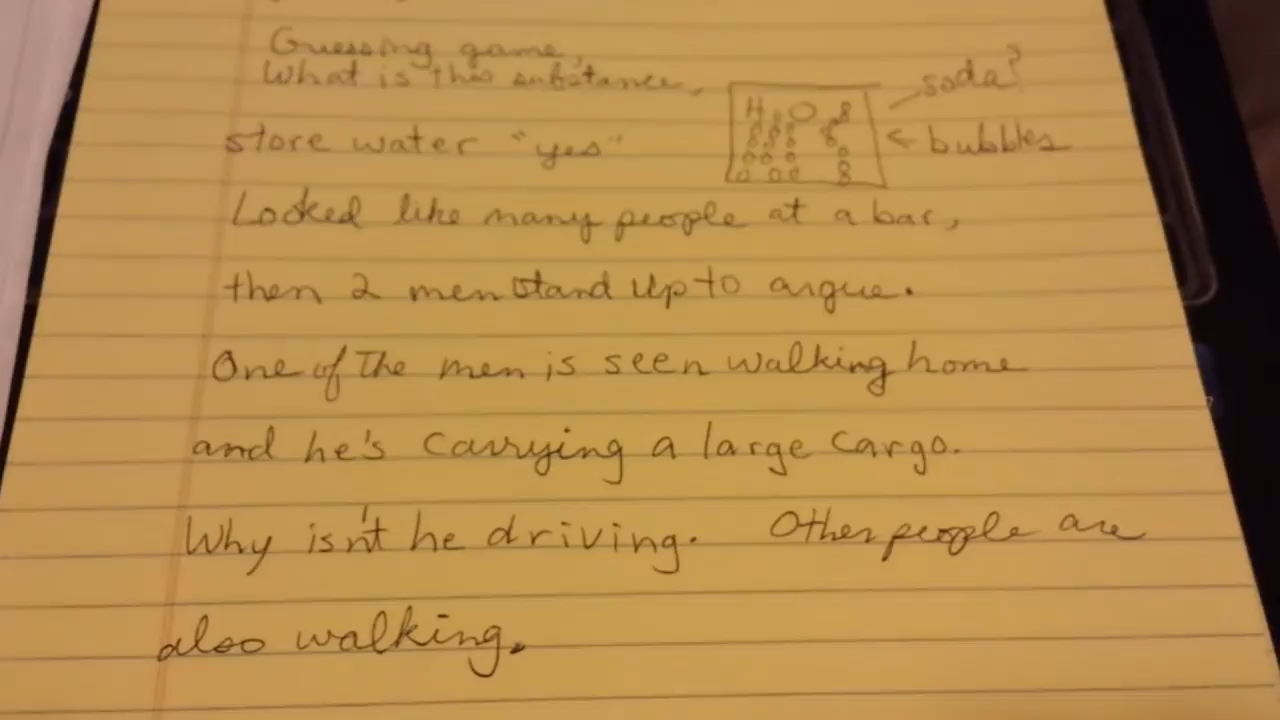 Guessing game,
What is this substance,
soda?
H2O
store water "yes"
bubbles
Looked like many people at a bar,
then 2 men stand up to argue.
One of The men is seen walking home
and he's carrying a large cargo.
Why isn't he driving. Other people are
also walking.